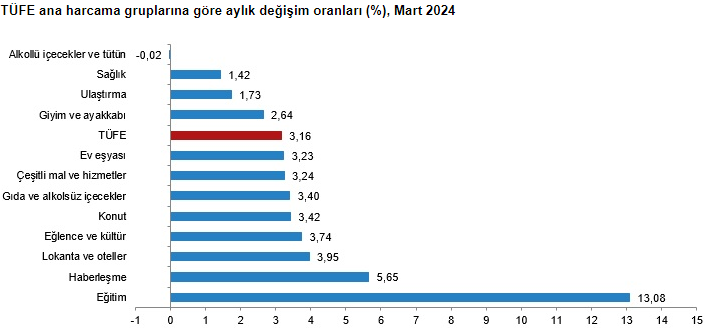 TÜFE ana harcama gruplarına göre aylık değişim oranları (%), Mart 2024
Alkollü içecekler ve tütün -0,02
Sağlık 1,42
Ulaştırma 1,73
Giyim ve ayakkabı 2,64
TÜFE 3,16
Ev eşyası 3,23
Çeşitli mal ve hizmetler 3,24
Gıda ve alkolsüz içecekler 3,40
Konut 3,42
Eğlence ve kültür 3,74
Lokanta ve oteller 3,95
Haberleşme 5,65
Eğitim 13,08
-1 0 1 2 3 4 5 6 7 8 9 10 11 12 13 14 15